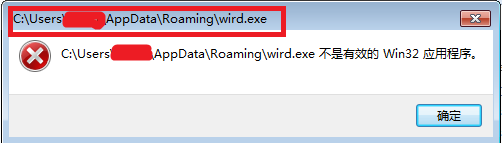 C:\Users\ \AppData\Roaming\wird.exe
C:\Users\ \AppData\Roaming\wird.exe 不是有效的 Win32 应用程序。
确定